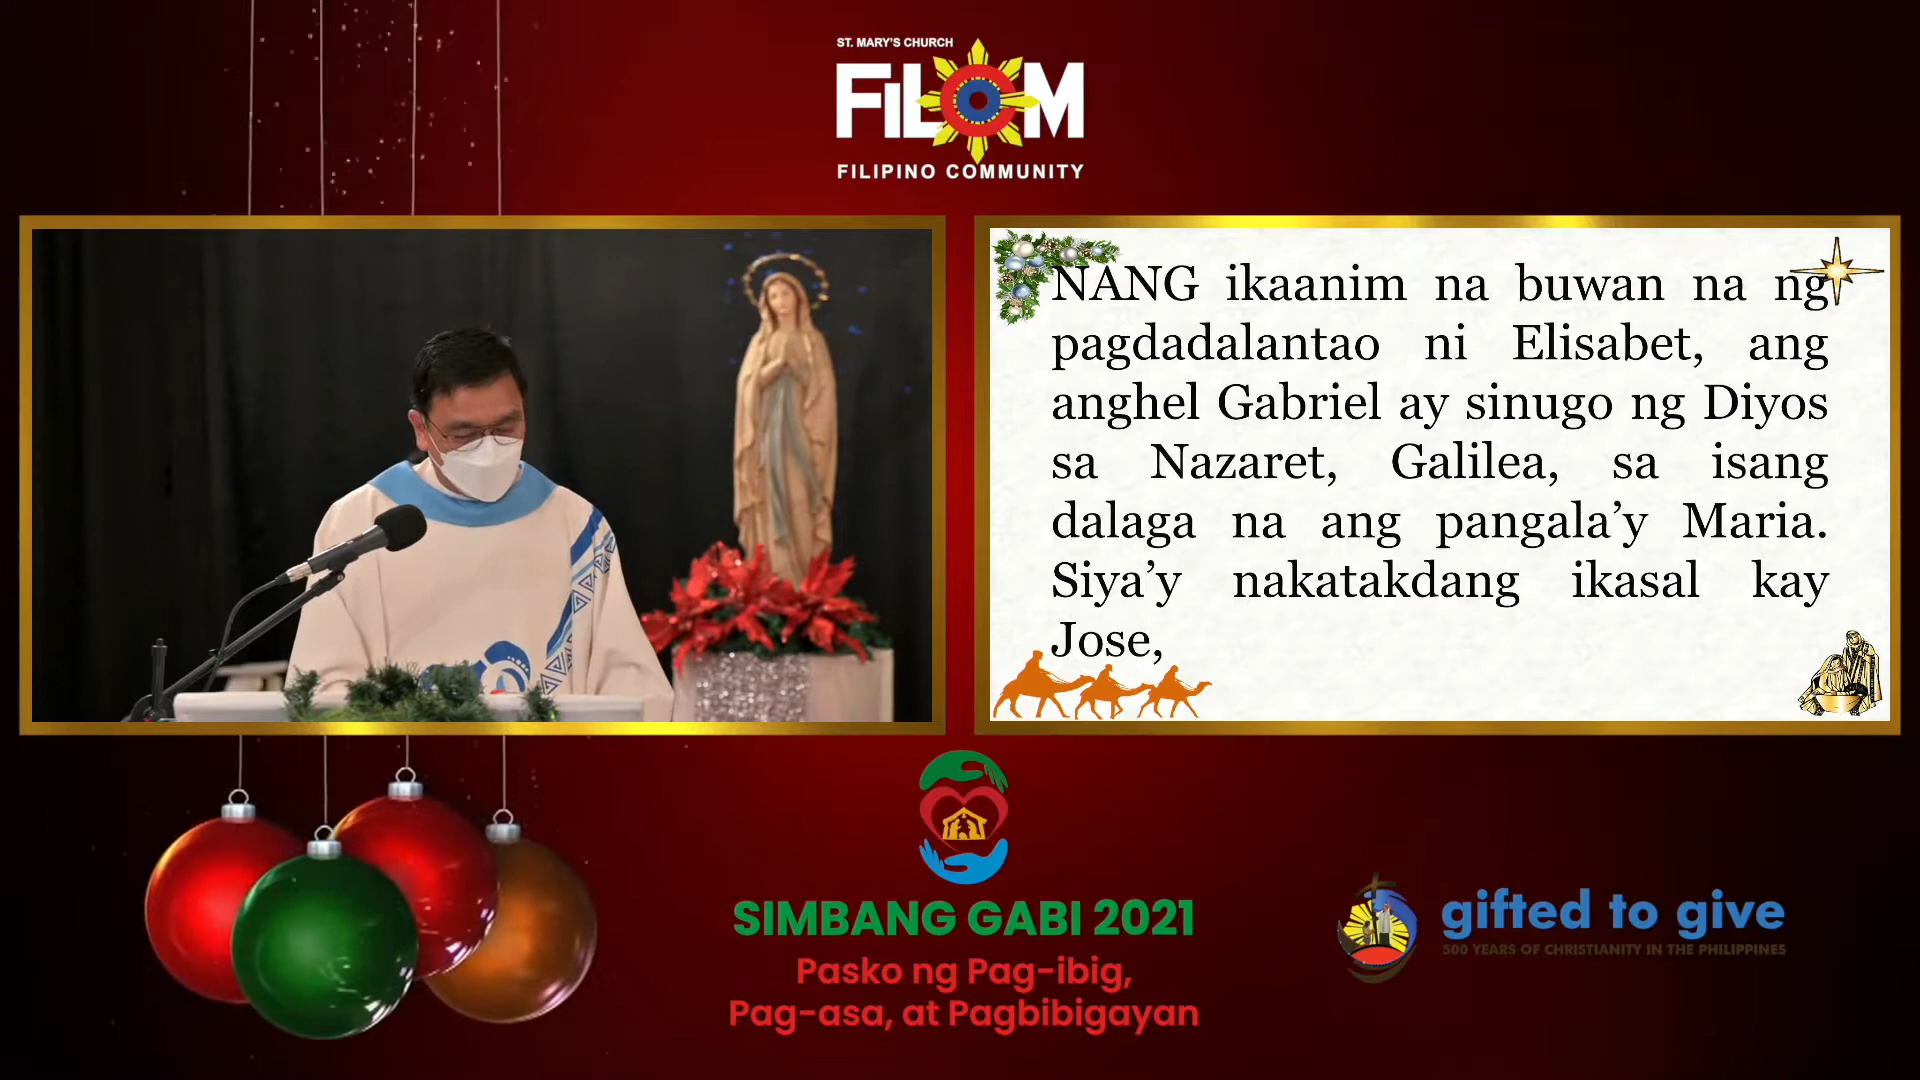 ST. MARY'S CHURCH
FILCOM
FILIPINO COMMUNITY
NANG ikaanim na buwan na ng
pagdadalantao ni Elisabet, ang
anghel Gabriel ay sinugo ng Diyos
sa Nazaret, Galilea, sa isang
dalaga na ang pangala’y Maria.
Siya’y nakatakdang ikasal kay
Jose,
SIMBANG GABI 2021
Pasko ng Pag-ibig,
Pag-asa, at Pagbibigayan
gifted to give
500 YEARS OF CHRISTIANITY IN THE PHILIPPINES